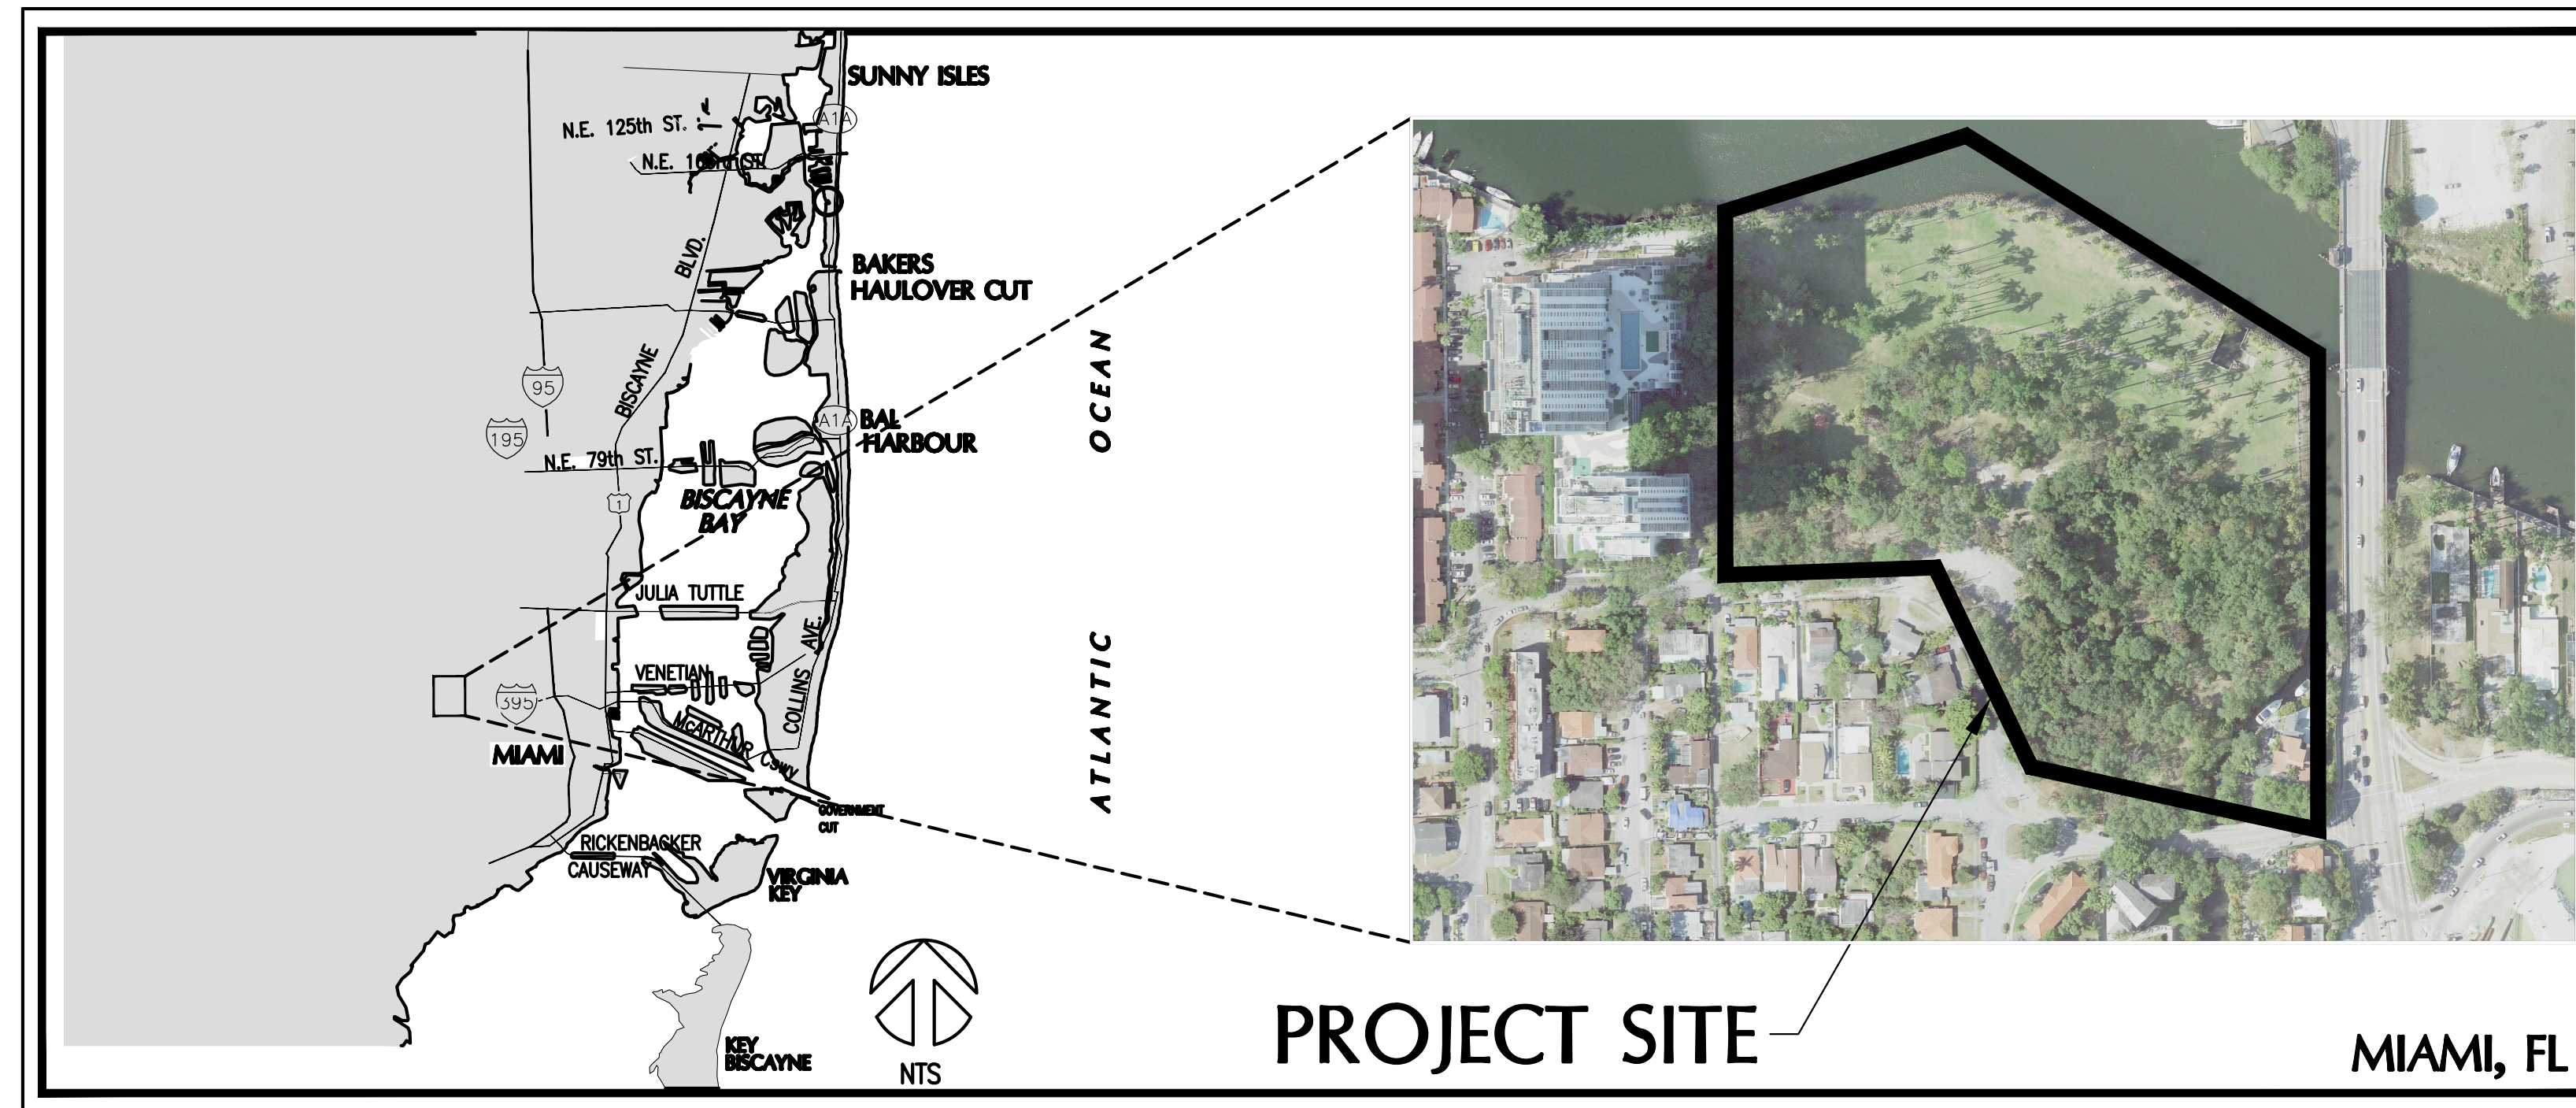 SUNNY ISLES
A1A
N.E. 125th ST.
N.E. 163rd ST.
BLVD.
BAKERS
HAULOVER CUT
BISCAYNE
95
195
A1A
BAL
HARBOUR
N.E. 79th ST.
BISCAYNE
BAY
1
OCEAN
ATLANTIC
JULIA TUTTLE
AVE.
COLLINS
VENETIAN
395
McARTHUR Cswy
MIAMI
GOVERNMENT
CUT
RICKENBACKER
CAUSEWAY
VIRGINIA
KEY
KEY
BISCAYNE
NTS
PROJECT SITE
MIAMI, FL